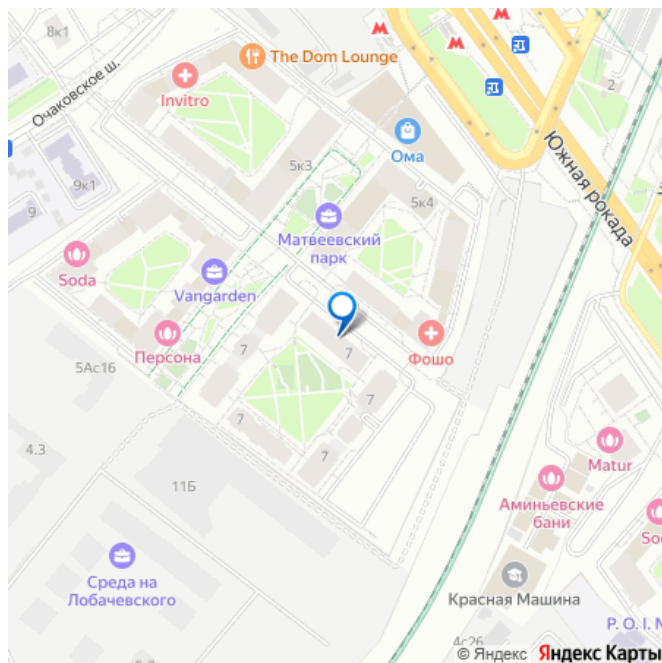 8к1
The Dom Lounge
Invitro
Очаковское ш.
2
Ома
5к3
Южная рокада
9к1
5к4
9
Матвеевский
парк
Soda
Vangarden
Персона
7
7
Фошо
5Ас16
7
7
7
4.3
Matur
11Б
Аминьевские
бани
Soc
Среда на
Лобачевского
Красная Машина
P. O. I. N
4с26
© Яндекс Яндекс Карты